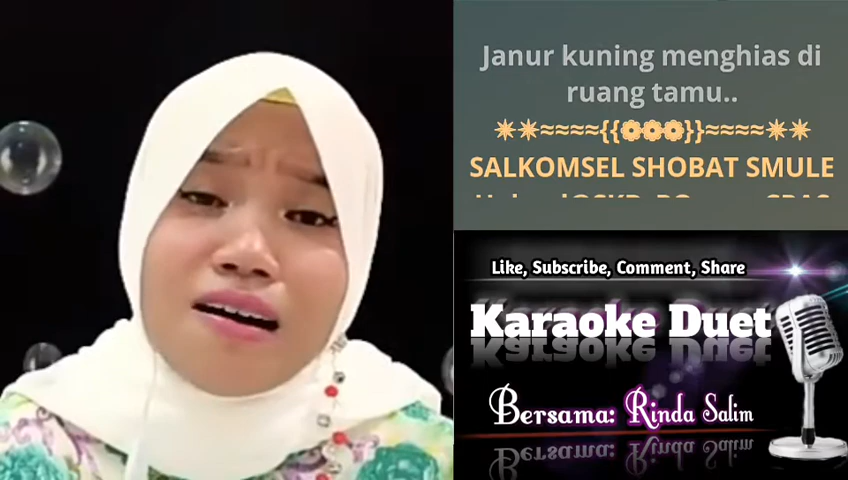 Janur kuning menghias di
ruang tamu..
✴✴≈≈≈≈{{❁❁❁}}≈≈≈≈✴✴
SALKOMSEL SHOBAT SMULE
Like, Subscribe, Comment, Share
Karaoke Duet
Bersama: Rinda Salim